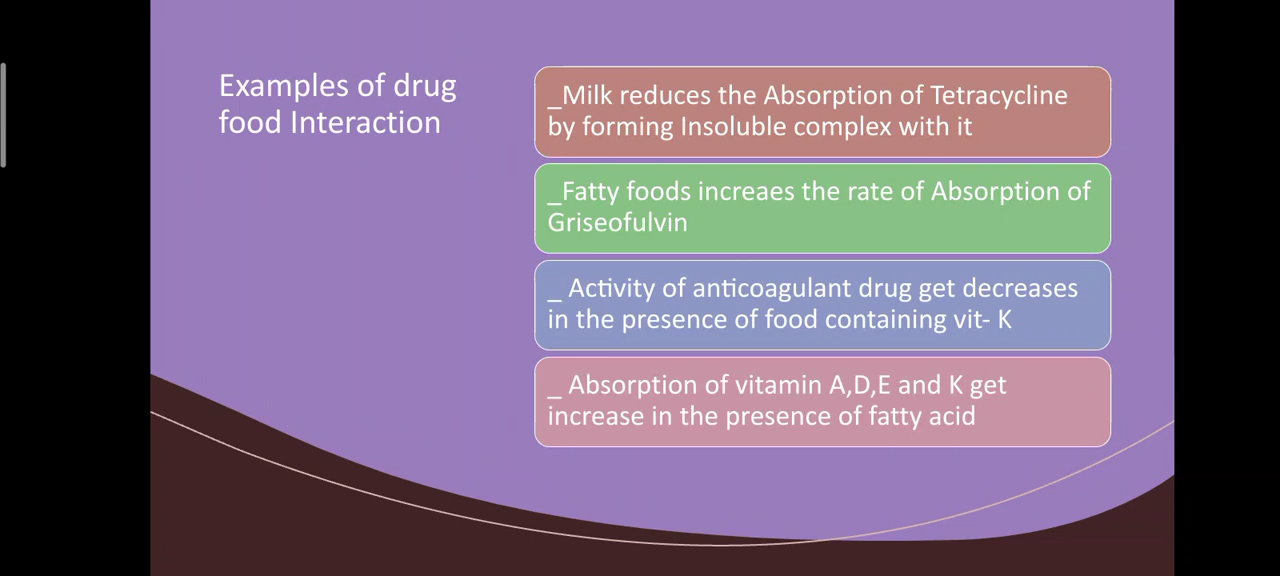 Examples of drug
food Interaction
_Milk reduces the Absorption of Tetracycline
by forming Insoluble complex with it
_Fatty foods increaes the rate of Absorption of
Griseofulvin
_ Activity of anticoagulant drug get decreases
in the presence of food containing vit- K
_ Absorption of vitamin A,D,E and K get
increase in the presence of fatty acid